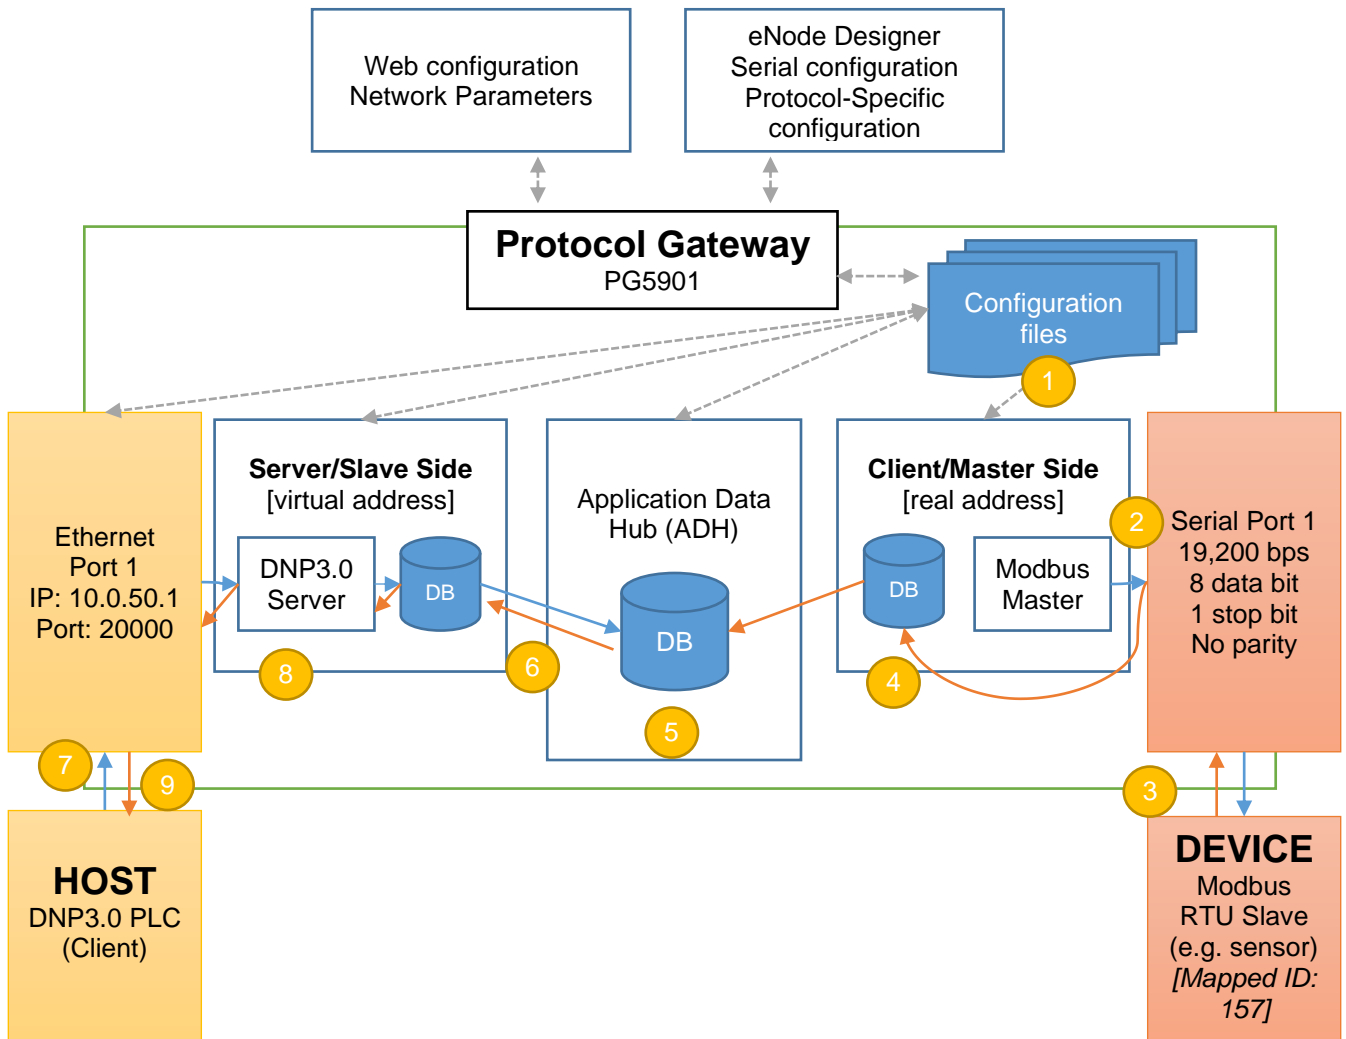 Web configuration
Network Parameters
eNode Designer
Serial configuration
Protocol-Specific
configuration
Protocol Gateway
PG5901
Configuration
files
1
Ethernet
Port 1
IP: 10.0.50.1
Port: 20000
Server/Slave Side
[virtual address]
DNP3.0
Server
DB
8
6
Application Data
Hub (ADH)
DB
5
Client/Master Side
[real address]
DB
Modbus
Master
4
2
Serial Port 1
19,200 bps
8 data bit
1 stop bit
No parity
7
9
3
HOST
DNP3.0 PLC
(Client)
DEVICE
Modbus
RTU Slave
(e.g. sensor)
[Mapped ID:
157]